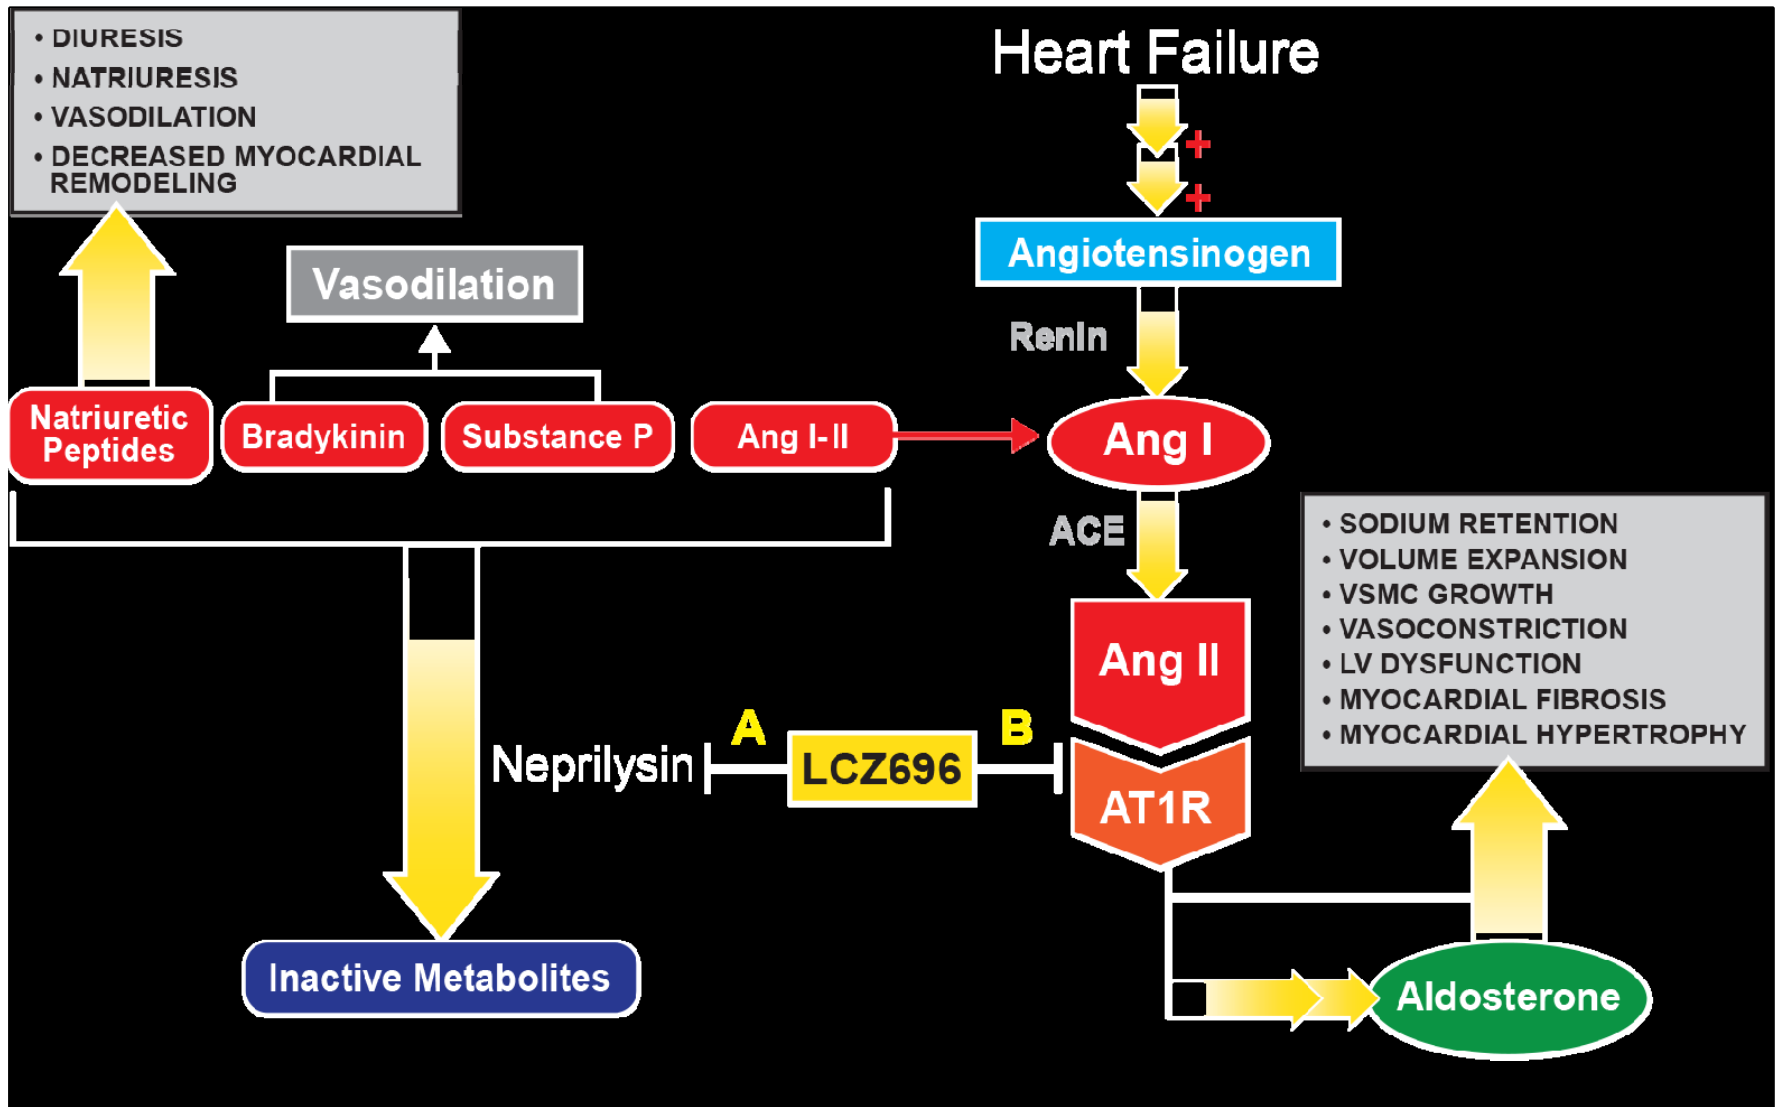 • DIURESIS
• NATRIURESIS
• VASODILATION
• DECREASED MYOCARDIAL
REMODELING
Heart Failure
+
+
Angiotensinogen
Vasodilation
RenIn
Natriuretic
Peptides
Bradykinin
Substance P
Ang I-II
Ang I
ACE
• SODIUM RETENTION
• VOLUME EXPANSION
• VSMC GROWTH
• VASOCONSTRICTION
• LV DYSFUNCTION
• MYOCARDIAL FIBROSIS
• MYOCARDIAL HYPERTROPHY
Ang II
A
B
Neprilysin
LCZ696
AT1R
Inactive Metabolites
Aldosterone